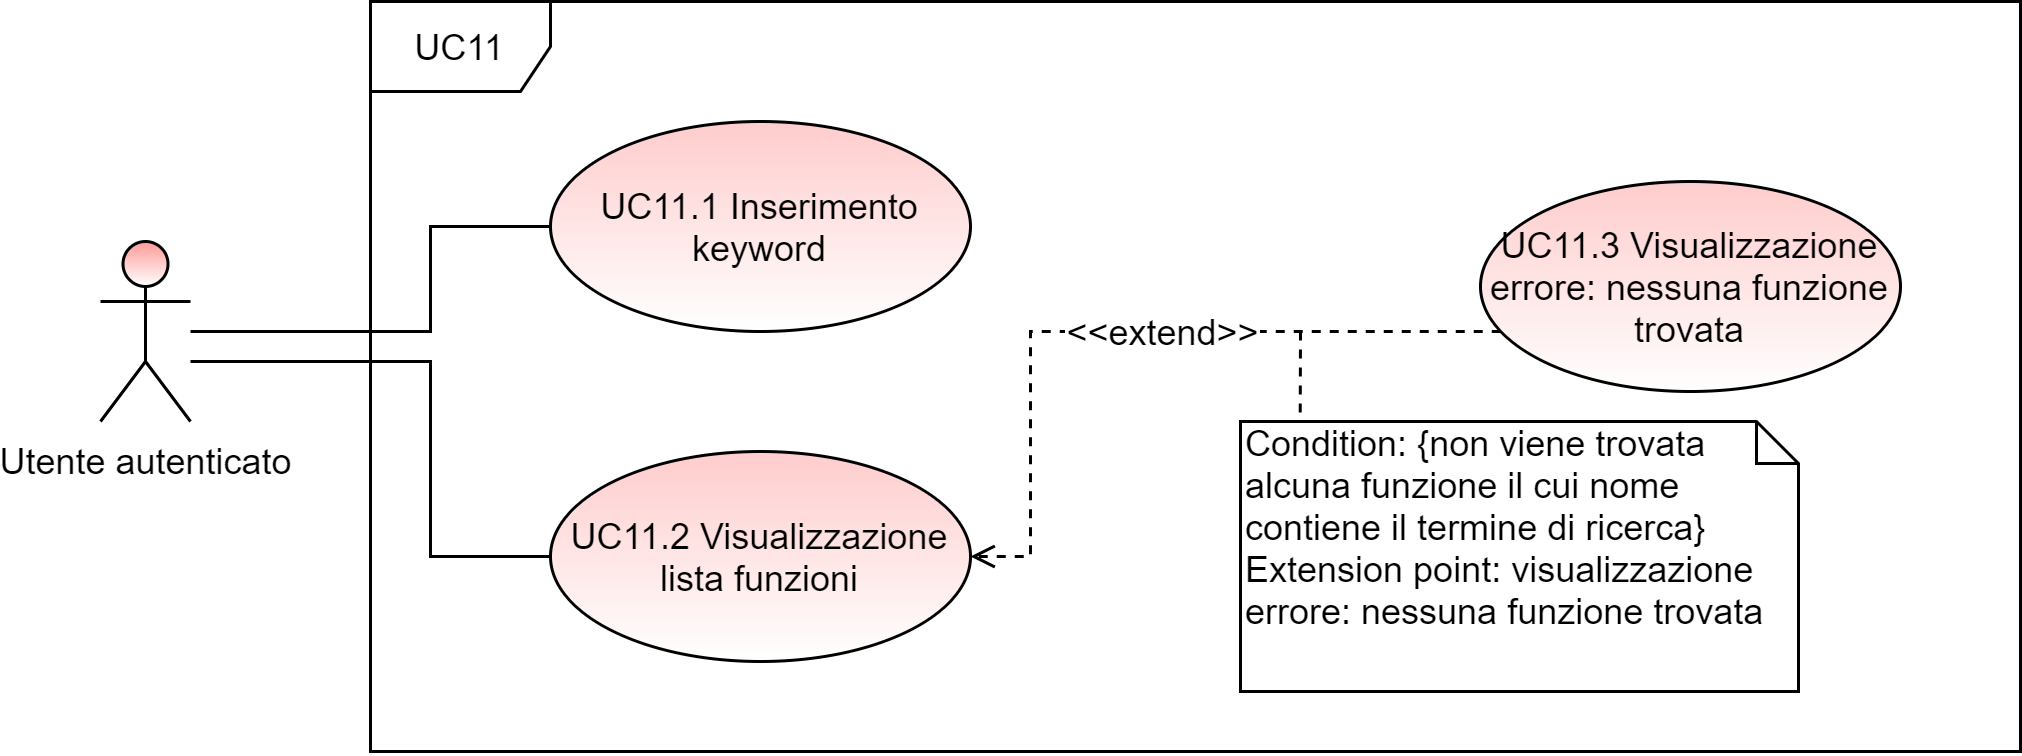 UC11
UC11.1 Inserimento
keyword
UC11.3 Visualizzazione
errore: nessuna funzione
trovata
<<extend>>
Utente autenticato
UC11.2 Visualizzazione
lista funzioni
Condition: {non viene trovata
alcuna funzione il cui nome
contiene il termine di ricerca}
Extension point: visualizzazione
errore: nessuna funzione trovata